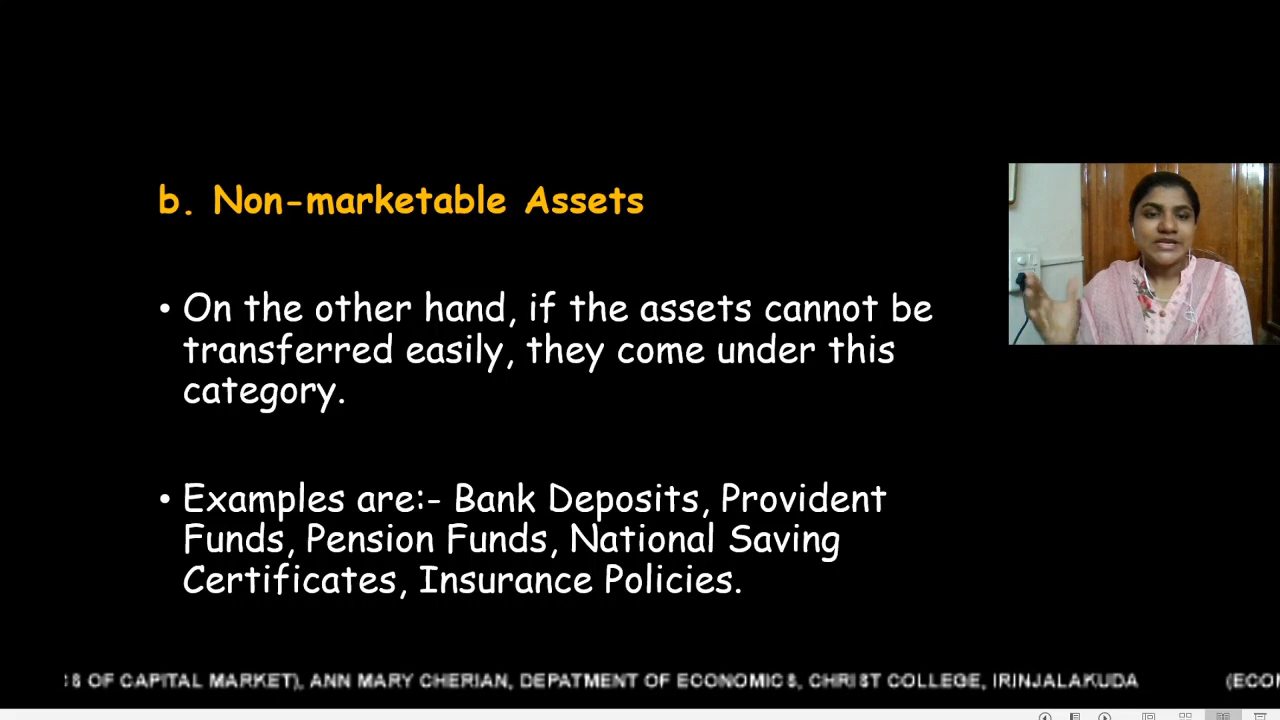 b. Non-marketable Assets
• On the other hand, if the assets cannot be
transferred easily, they come under this
category.
• Examples are:- Bank Deposits, Provident
Funds, Pension Funds, National Saving
Certificates, Insurance Policies.
OF CAPITAL MARKET), ANN MARY CHERIAN, DEPATMENT OF ECONOMICS, CHRIST COLLEGE, IRINJALAKUDA